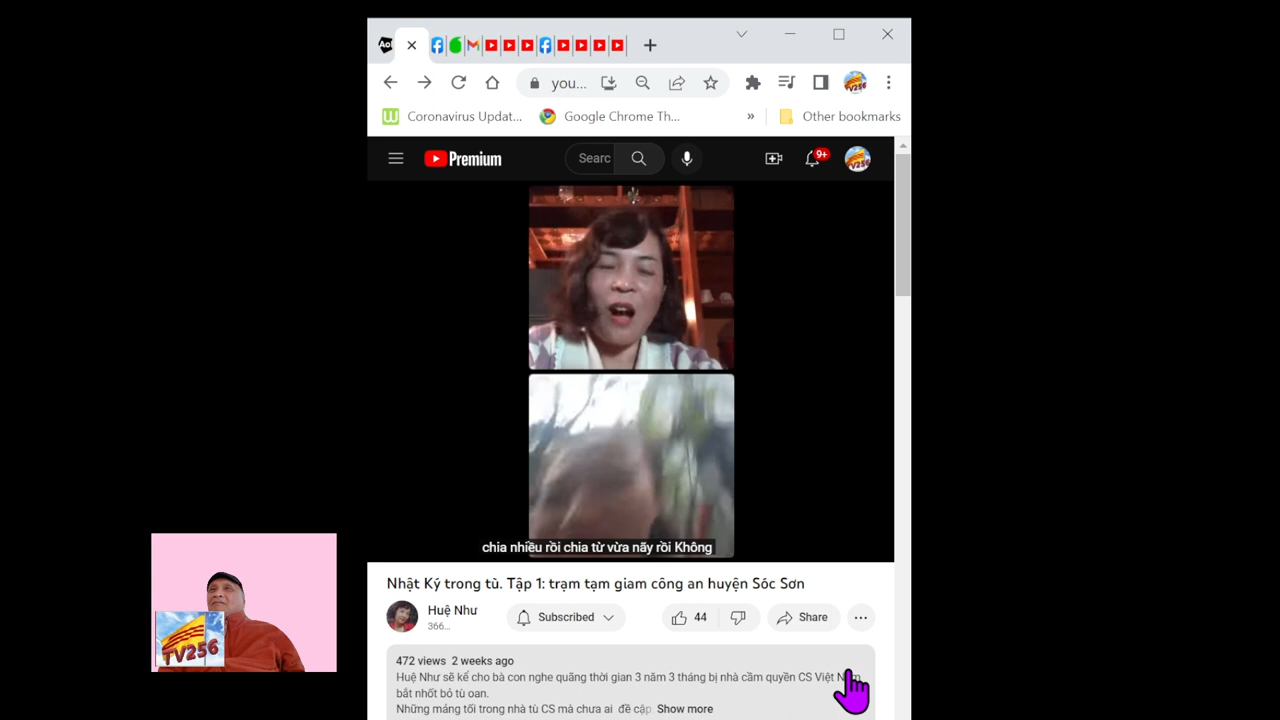 Ao!
you...
Coronavirus Updat...
Google Chrome Th...
»
Other bookmarks
Premium
Searc
9+
TV256
chia nhiều rồi chia từ vừa nãy rồi Không
Nhật Ký trong tù. Tập 1: trạm tạm giam công an huyện Sóc Sơn
Huệ Như
366...
Subscribed
44
Share
472 views 2 weeks ago
Huệ Như sẽ kể cho bà con nghe quãng thời gian 3 năm 3 tháng bị nhà cầm quyền CS Việt Nam
bắt nhốt bỏ tù oan.
Những mảng tối trong nhà tù CS mà chưa ai đề cập Show more
TV256